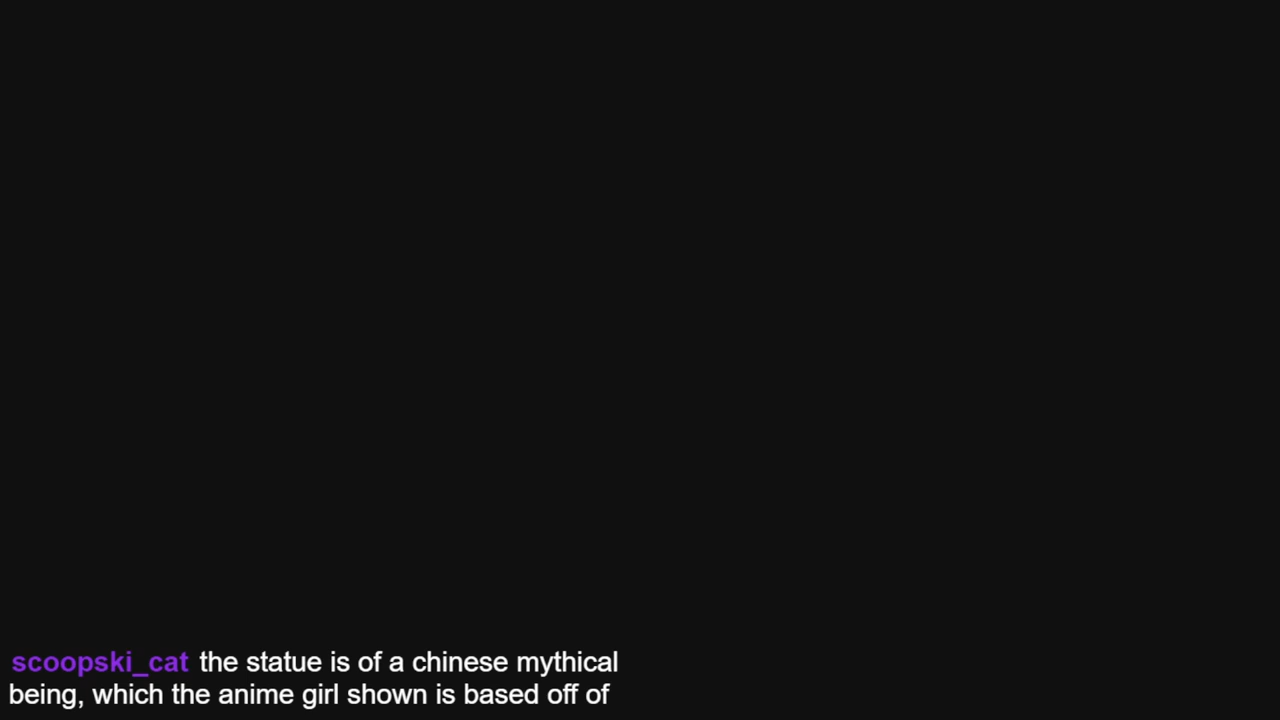 scoopski_cat the statue is of a chinese mythical
being, which the anime girl shown is based off of